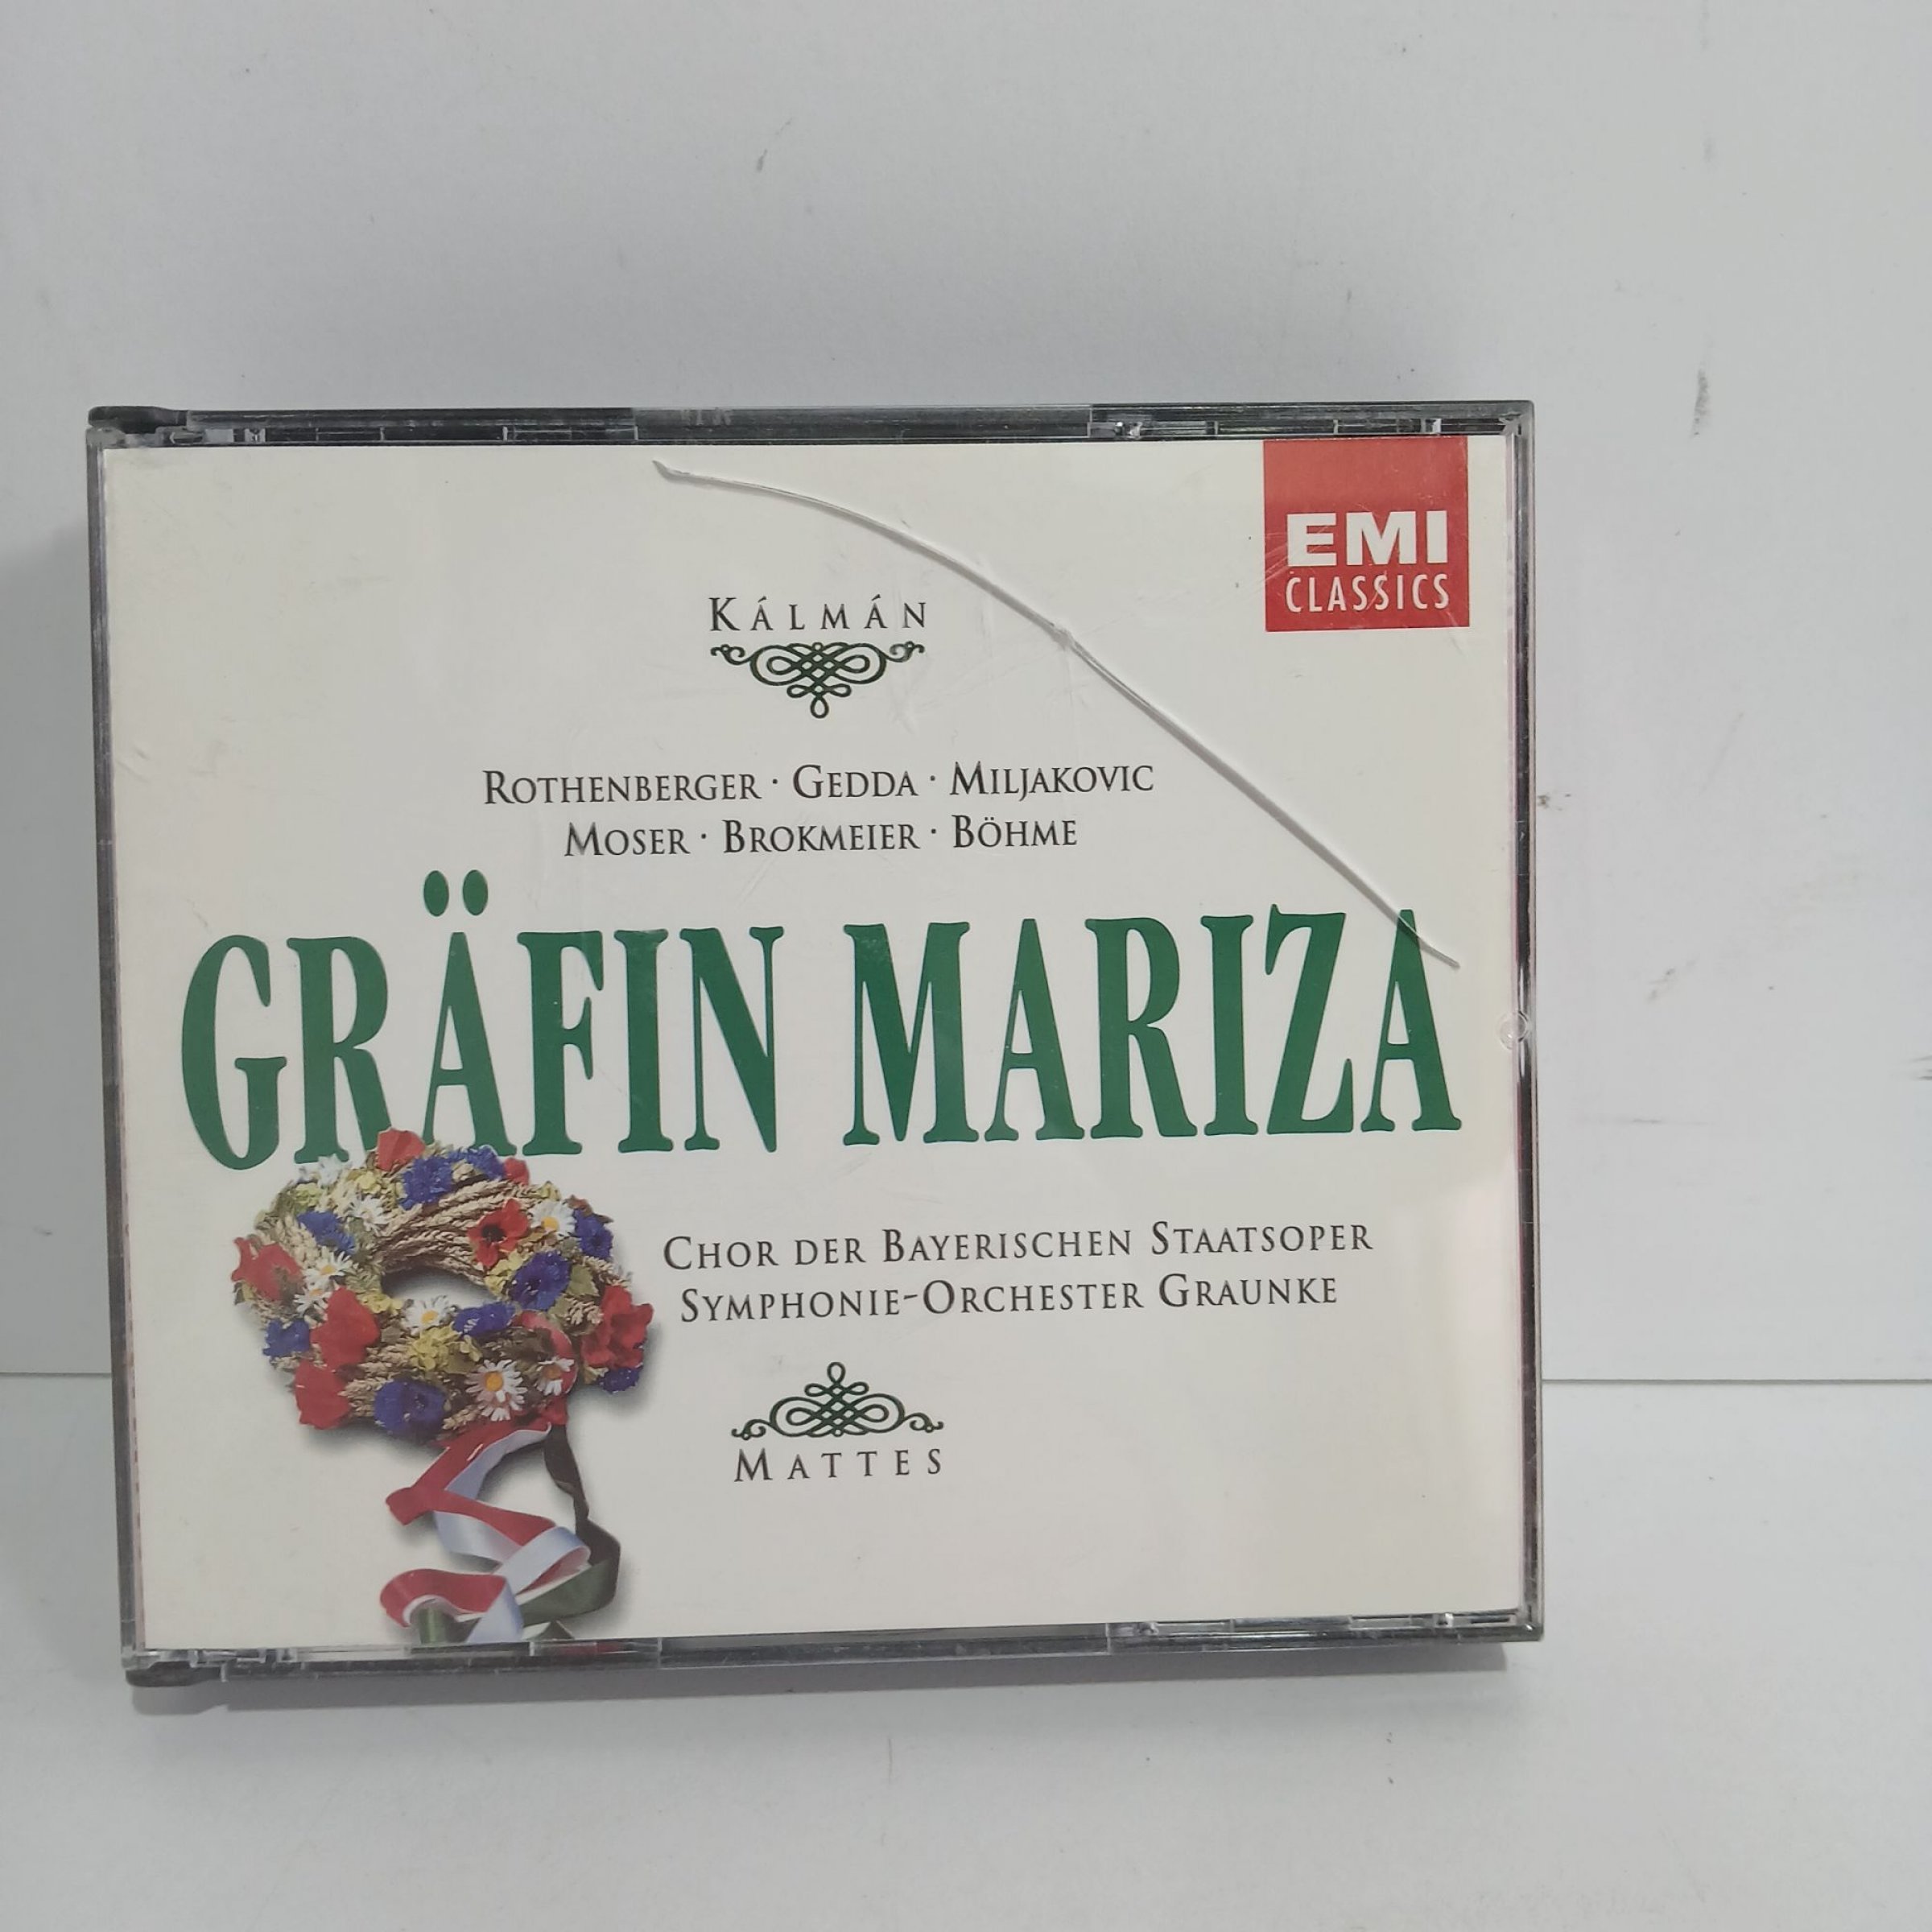 EMI
CLASSICS
KÁLMÁN
ROTHENBERGER · GEDDA · MILJAKOVIC
MOSER · BROKMEIER · BÖHME
GRÄFIN MARIZA
CHOR DER BAYERISCHEN STAATSOPER
SYMPHONIE-ORCHESTER GRAUNKE
MATTES